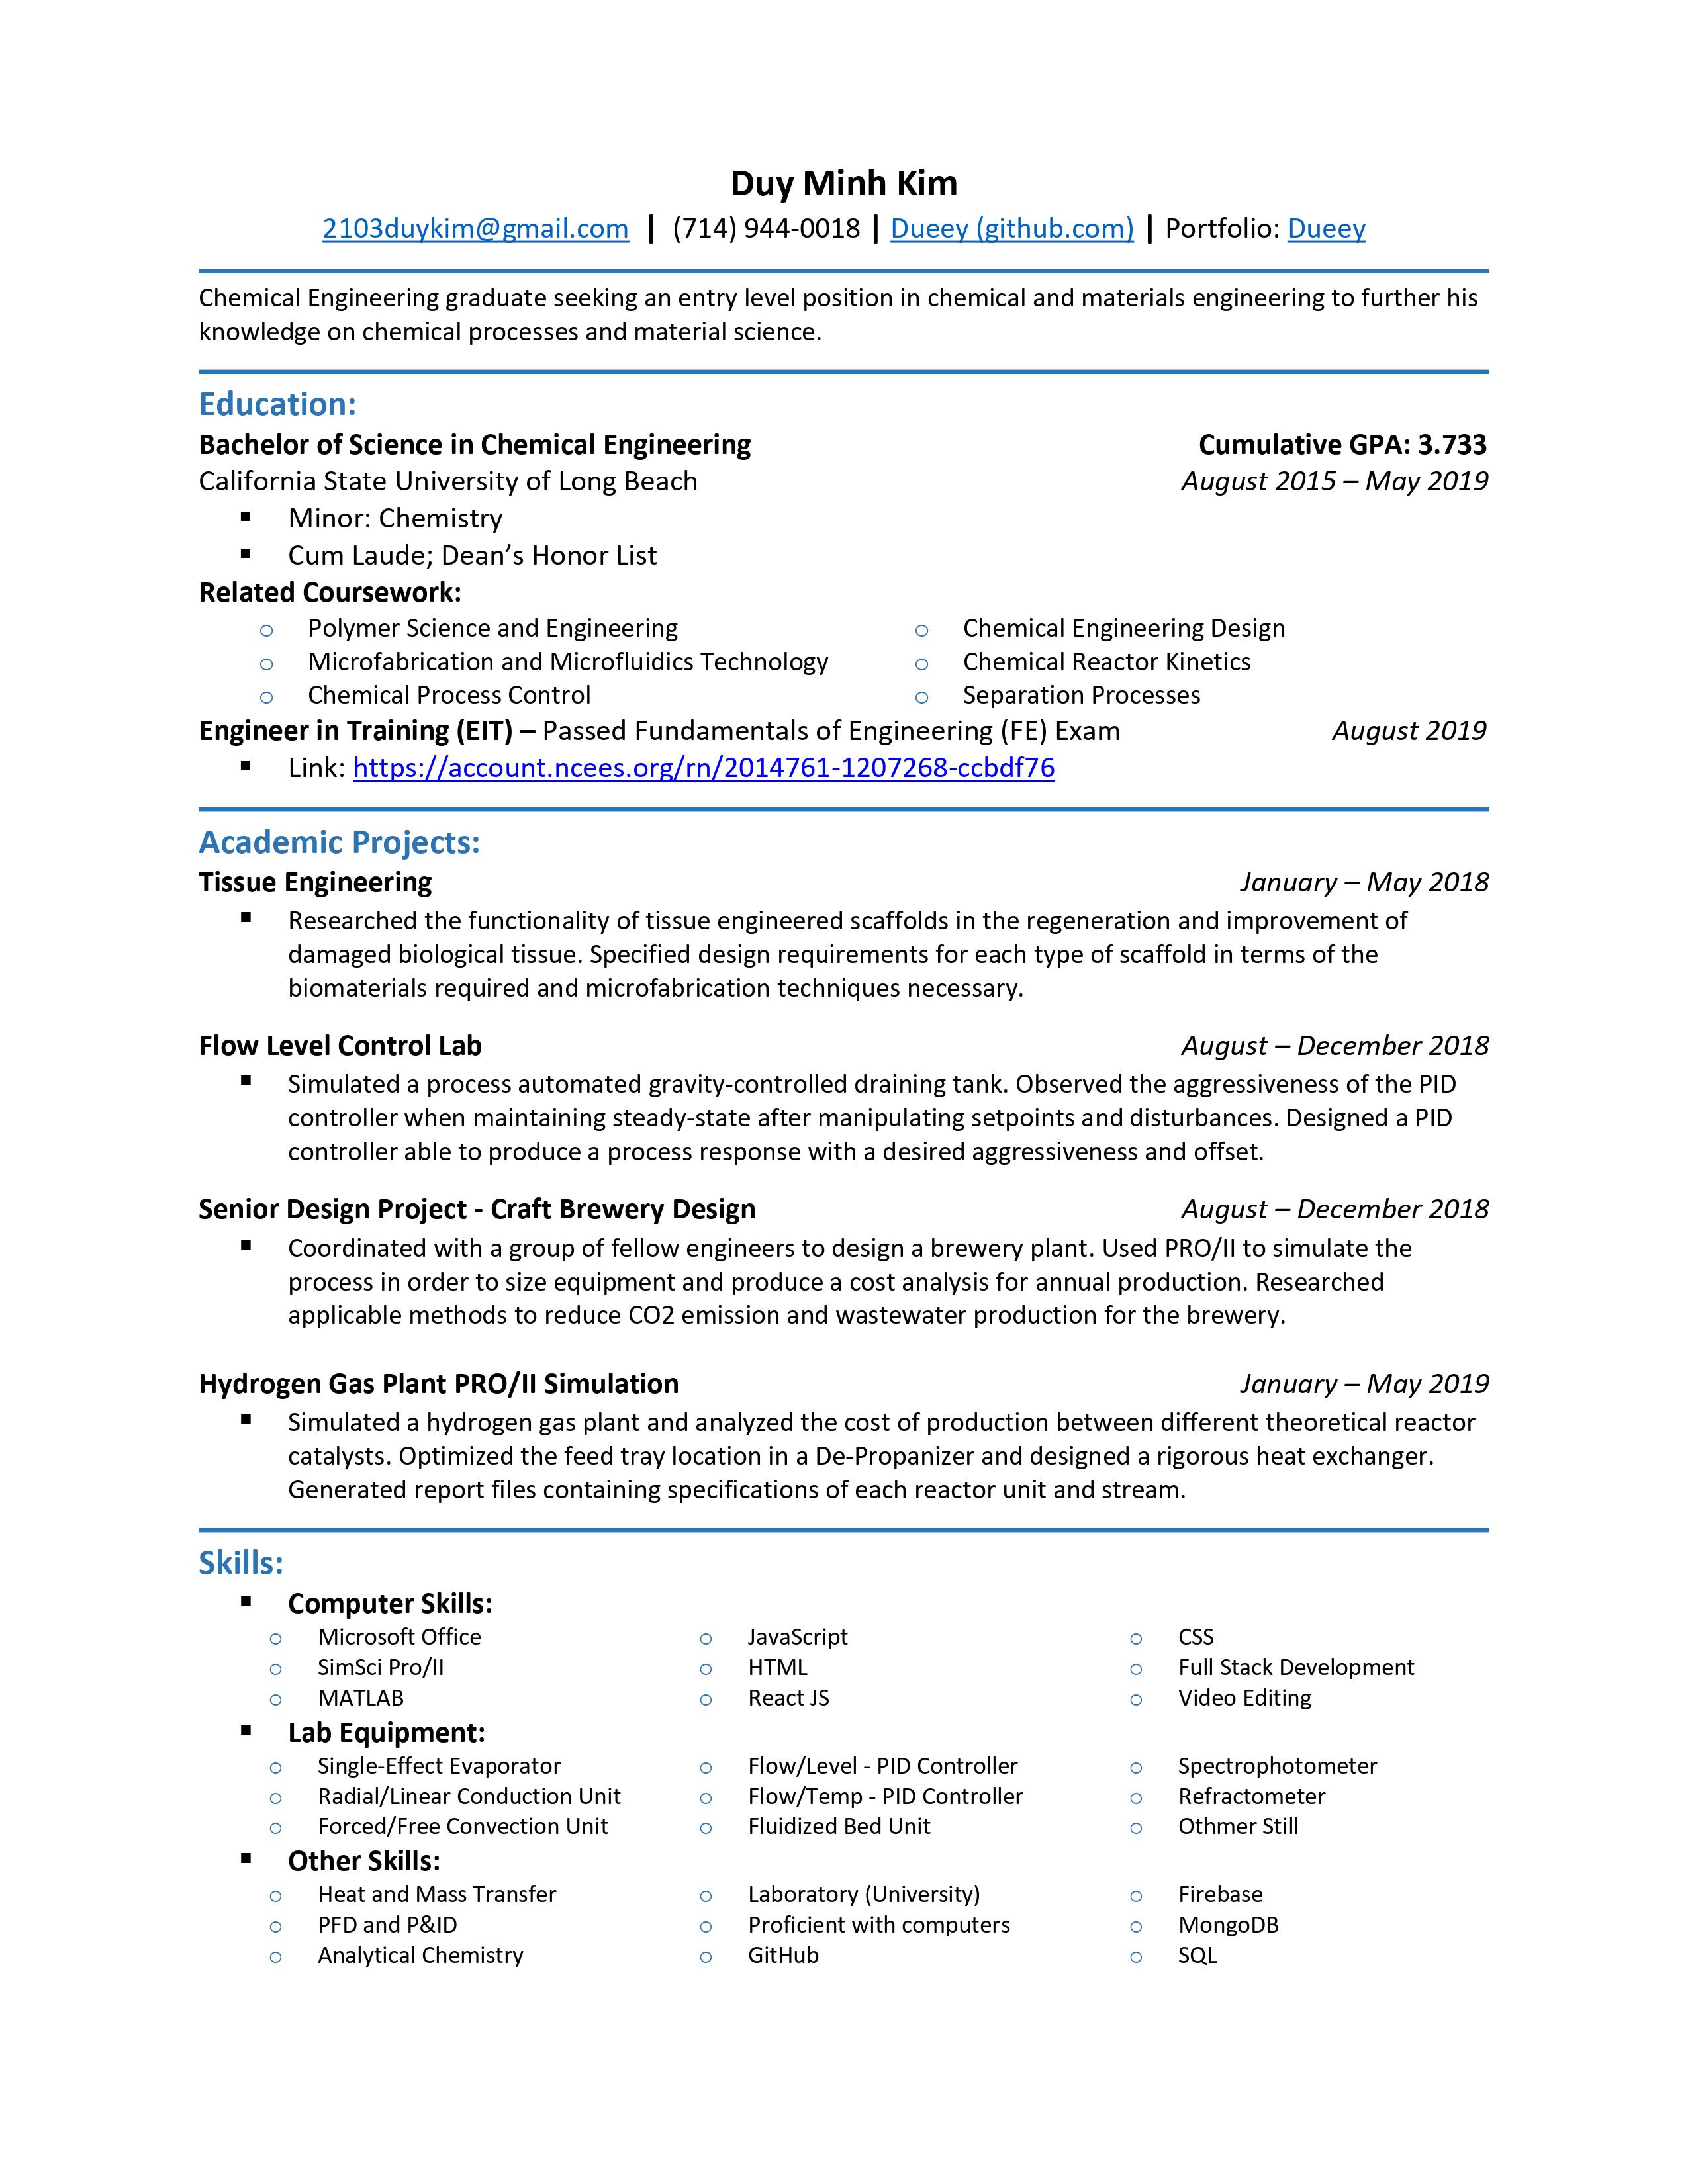 Duy Minh Kim
2103duykim@gmail.com | (714) 944-0018 | Dueey (github.com) | Portfolio: Dueey
Chemical Engineering graduate seeking an entry level position in chemical and materials engineering to further his
knowledge on chemical processes and material science.
Education:
Bachelor of Science in Chemical Engineering Cumulative GPA: 3.733
California State University of Long Beach August 2015 – May 2019
▪ Minor: Chemistry
▪ Cum Laude; Dean’s Honor List
Related Coursework:
o Polymer Science and Engineering o Chemical Engineering Design
o Microfabrication and Microfluidics Technology o Chemical Reactor Kinetics
o Chemical Process Control o Separation Processes
Engineer in Training (EIT) – Passed Fundamentals of Engineering (FE) Exam August 2019
▪ Link: https://account.ncees.org/rn/2014761-1207268-ccbdf76
Academic Projects:
Tissue Engineering January – May 2018
▪ Researched the functionality of tissue engineered scaffolds in the regeneration and improvement of
damaged biological tissue. Specified design requirements for each type of scaffold in terms of the
biomaterials required and microfabrication techniques necessary.
Flow Level Control Lab August – December 2018
▪ Simulated a process automated gravity-controlled draining tank. Observed the aggressiveness of the PID
controller when maintaining steady-state after manipulating setpoints and disturbances. Designed a PID
controller able to produce a process response with a desired aggressiveness and offset.
Senior Design Project - Craft Brewery Design August – December 2018
▪ Coordinated with a group of fellow engineers to design a brewery plant. Used PRO/II to simulate the
process in order to size equipment and produce a cost analysis for annual production. Researched
applicable methods to reduce CO2 emission and wastewater production for the brewery.
Hydrogen Gas Plant PRO/II Simulation January – May 2019
▪ Simulated a hydrogen gas plant and analyzed the cost of production between different theoretical reactor
catalysts. Optimized the feed tray location in a De-Propanizer and designed a rigorous heat exchanger.
Generated report files containing specifications of each reactor unit and stream.
Skills:
▪ Computer Skills:
o Microsoft Office o JavaScript o CSS
o SimSci Pro/II o HTML o Full Stack Development
o MATLAB o React JS o Video Editing
▪ Lab Equipment:
o Single-Effect Evaporator o Flow/Level - PID Controller o Spectrophotometer
o Radial/Linear Conduction Unit o Flow/Temp - PID Controller o Refractometer
o Forced/Free Convection Unit o Fluidized Bed Unit o Othmer Still
▪ Other Skills:
o Heat and Mass Transfer o Laboratory (University) o Firebase
o PFD and P&ID o Proficient with computers o MongoDB
o Analytical Chemistry o GitHub o SQL